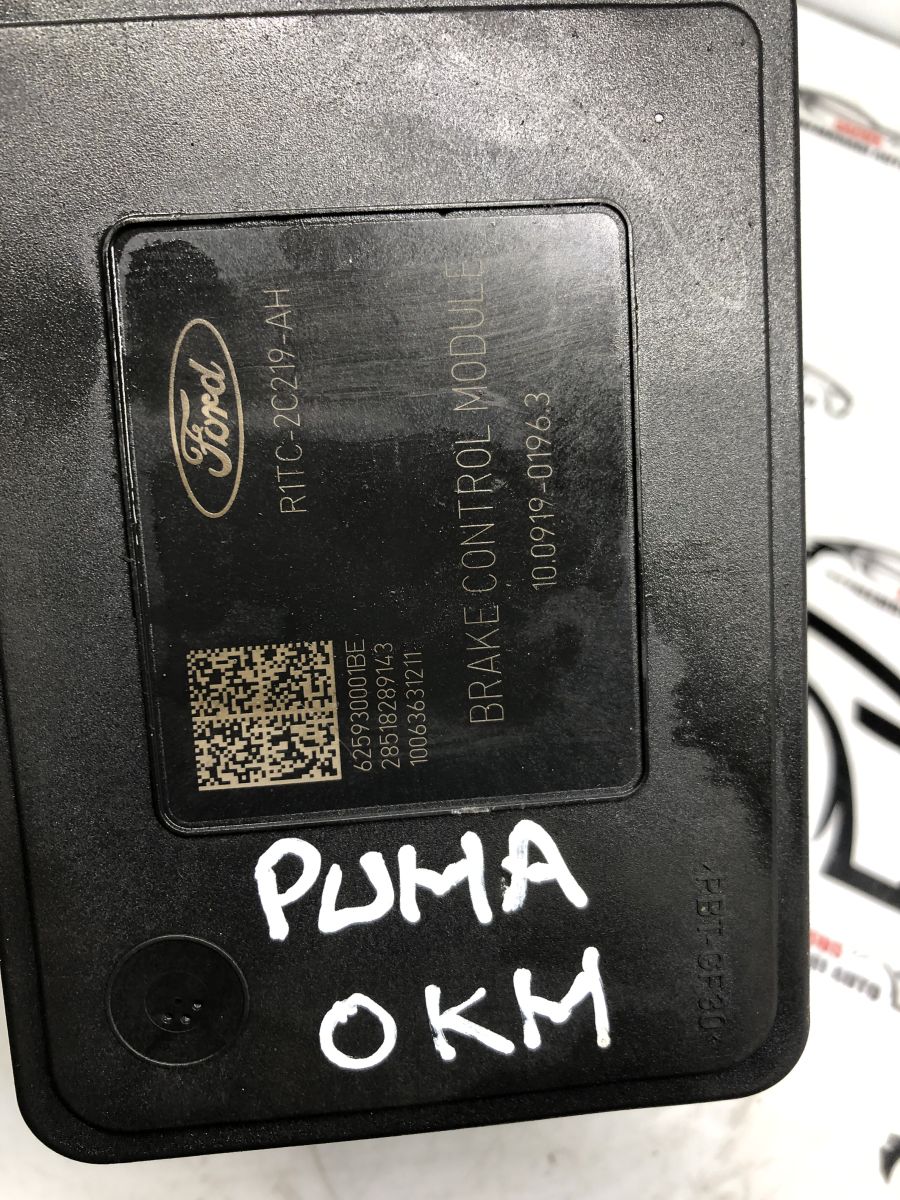 Ford
R1TC-2C219-AH
625930001BE
28518289143
10063631211
BRAKE CONTROL MODULE
10.0919-0196.3
PUMA
0KM
>PBT-GF30<